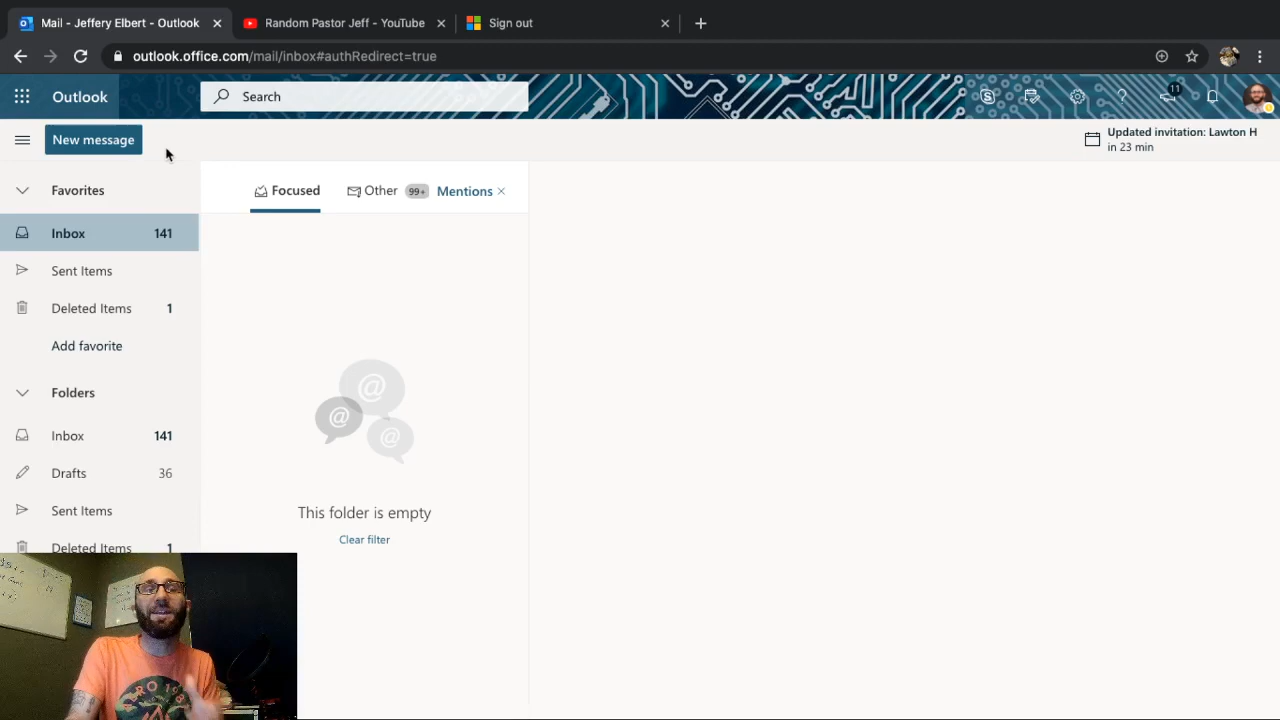 Mail - Jeffery Elbert - Outlook
Random Pastor Jeff - YouTube
Sign out
outlook.office.com/mail/inbox#authRedirect=true
Outlook
Search
11
New message
Updated invitation: Lawton H
in 23 min
Favorites
Focused
Other 99+
Mentions
Inbox 141
Sent Items
Deleted Items 1
Add favorite
Folders
Inbox 141
Drafts 36
Sent Items
Deleted Items 1
This folder is empty
Clear filter